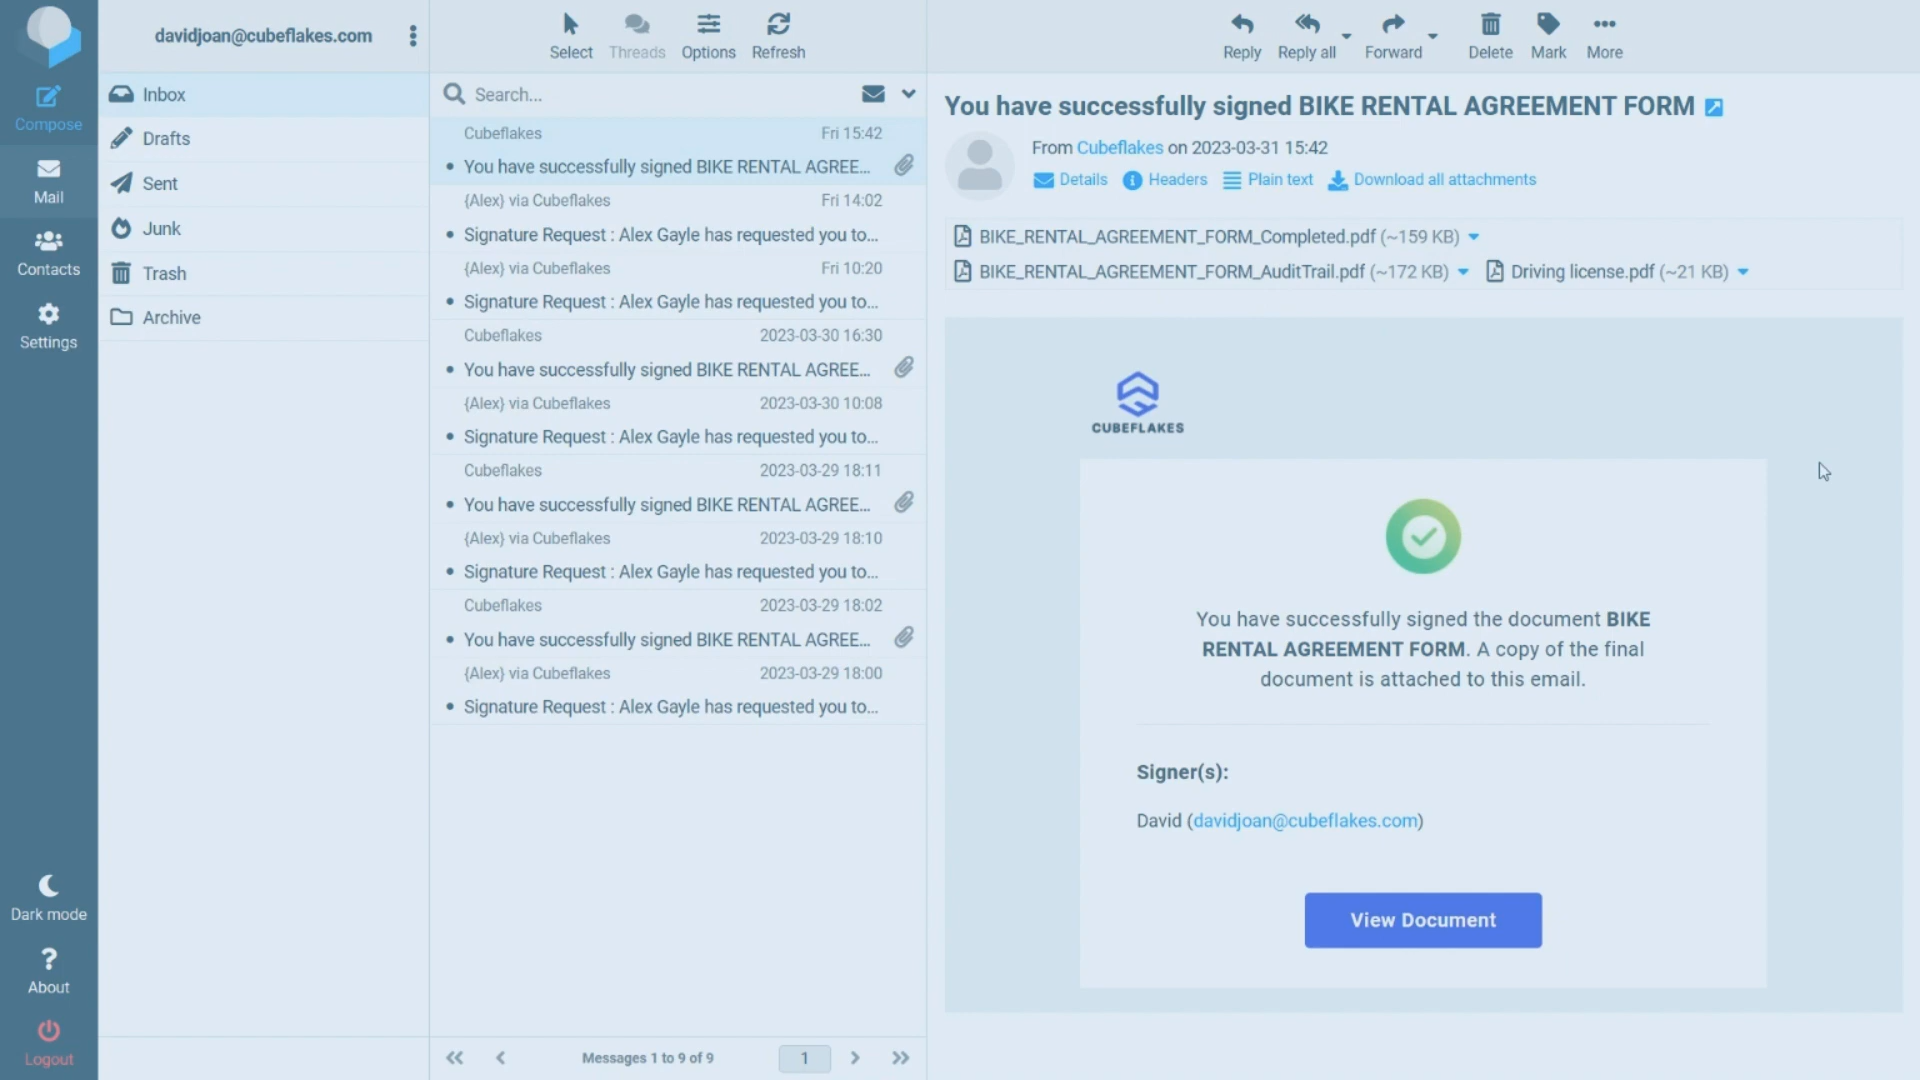 davidjoan@cubeflakes.com
Compose
Mail
Contacts
Settings
Dark mode
About
Logout
Inbox
Drafts
Sent
Junk
Trash
Archive
Select Threads Options Refresh
Search...
Cubeflakes Fri 15:42
• You have successfully signed BIKE RENTAL AGREE...
{Alex} via Cubeflakes Fri 14:02
• Signature Request : Alex Gayle has requested you to...
{Alex} via Cubeflakes Fri 10:20
• Signature Request : Alex Gayle has requested you to...
Cubeflakes 2023-03-30 16:30
• You have successfully signed BIKE RENTAL AGREE...
{Alex} via Cubeflakes 2023-03-30 10:08
• Signature Request : Alex Gayle has requested you to...
Cubeflakes 2023-03-29 18:11
• You have successfully signed BIKE RENTAL AGREE...
{Alex} via Cubeflakes 2023-03-29 18:10
• Signature Request : Alex Gayle has requested you to...
Cubeflakes 2023-03-29 18:02
• You have successfully signed BIKE RENTAL AGREE...
{Alex} via Cubeflakes 2023-03-29 18:00
• Signature Request : Alex Gayle has requested you to...
Messages 1 to 9 of 9 1
Reply Reply all Forward Delete Mark More
You have successfully signed BIKE RENTAL AGREEMENT FORM
From Cubeflakes on 2023-03-31 15:42
Details Headers Plain text Download all attachments
BIKE_RENTAL_AGREEMENT_FORM_Completed.pdf (~159 KB)
BIKE_RENTAL_AGREEMENT_FORM_AuditTrail.pdf (~172 KB) Driving license.pdf (~21 KB)
CUBEFLAKES
You have successfully signed the document BIKE
RENTAL AGREEMENT FORM. A copy of the final
document is attached to this email.
Signer(s):
David (davidjoan@cubeflakes.com)
View Document